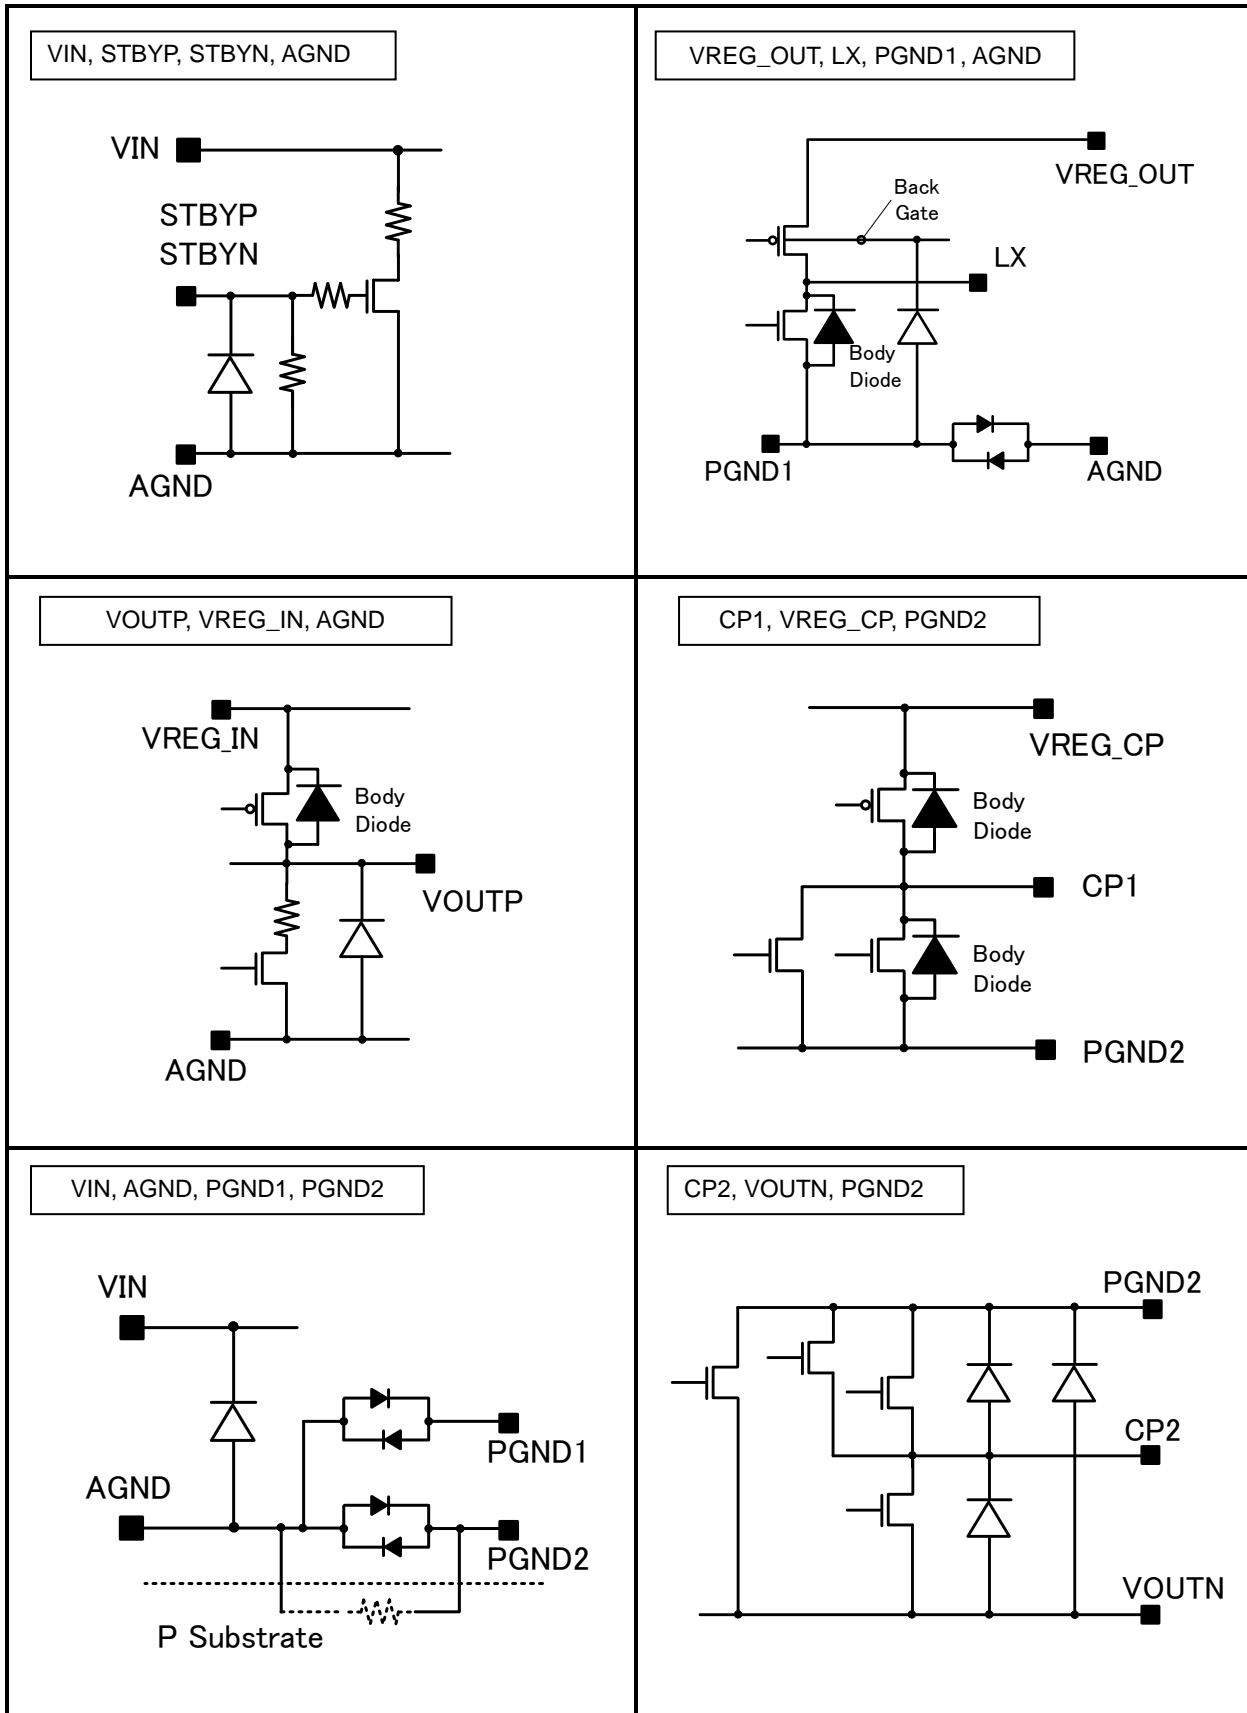 VIN, STBYP, STBYN, AGND
VIN
STBYP
STBYN
AGND
VREG_OUT, LX, PGND1, AGND
VREG_OUT
Back
Gate
LX
Body
Diode
PGND1
AGND
VOUTP, VREG_IN, AGND
VREG_IN
Body
Diode
VOUTP
AGND
CP1, VREG_CP, PGND2
VREG_CP
Body
Diode
CP1
Body
Diode
PGND2
VIN, AGND, PGND1, PGND2
VIN
PGND1
AGND
PGND2
P Substrate
CP2, VOUTN, PGND2
PGND2
CP2
VOUTN